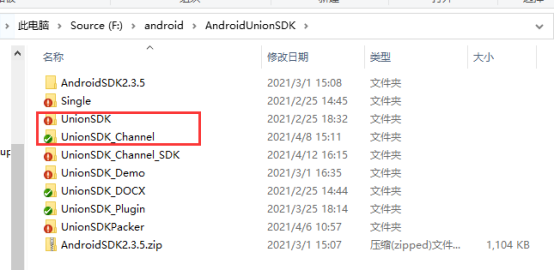 此电脑 > Source (F:) > android > AndroidUnionSDK >
名称 修改日期 类型 大小
AndroidSDK2.3.5 2021/3/1 15:08 文件夹
Single 2021/2/25 14:45 文件夹
UnionSDK 2021/2/25 18:32 文件夹
UnionSDK_Channel 2021/4/8 15:11 文件夹
UnionSDK_Channel_SDK 2021/4/12 16:15 文件夹
UnionSDK_Demo 2021/3/1 16:35 文件夹
UnionSDK_DOCX 2021/2/25 14:44 文件夹
UnionSDK_Plugin 2021/3/25 18:14 文件夹
UnionSDKPacker 2021/4/6 10:57 文件夹
AndroidSDK2.3.5.zip 2021/3/1 15:07 压缩(zipped)文件... 1,104 KB